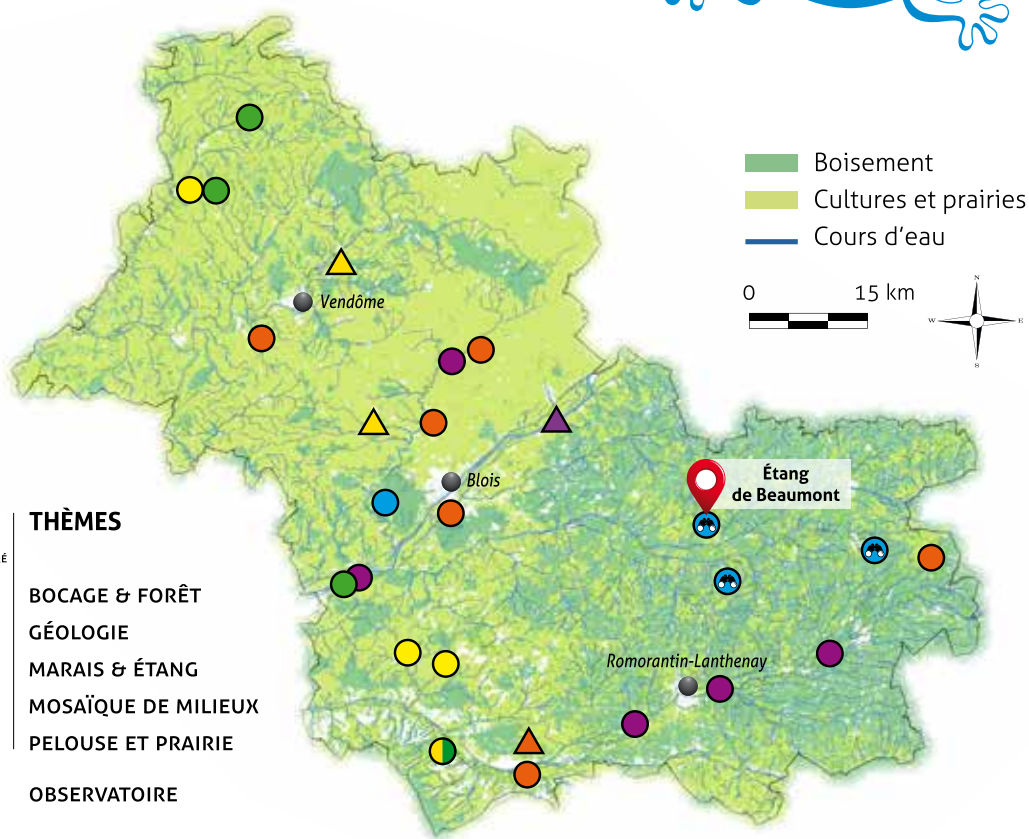 Boisement
Cultures et prairies
Cours d'eau
0 15 km
N
W E
S
Vendôme
Blois
Étang
de Beaumont
Romorantin-Lanthenay
THÈMES
É
BOCAGE & FORÊT
GÉOLOGIE
MARAIS & ÉTANG
MOSAÏQUE DE MILIEUX
PELOUSE ET PRAIRIE
OBSERVATOIRE